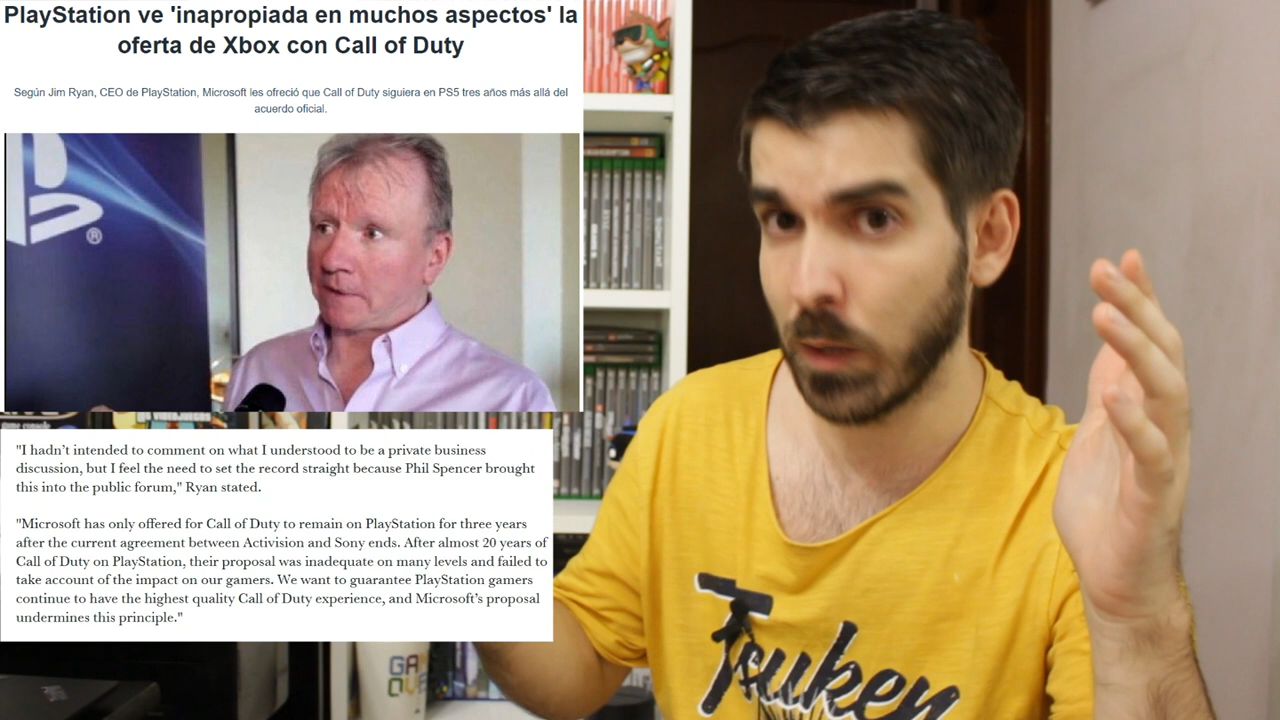 PlayStation ve 'inapropiada en muchos aspectos' la
oferta de Xbox con Call of Duty
Según Jim Ryan, CEO de PlayStation, Microsoft les ofreció que Call of Duty siguiera en PS5 tres años más allá del
acuerdo oficial.
"I hadn't intended to comment on what I understood to be a private business
discussion, but I feel the need to set the record straight because Phil Spencer brought
this into the public forum," Ryan stated.
"Microsoft has only offered for Call of Duty to remain on PlayStation for three years
after the current agreement between Activision and Sony ends. After almost 20 years of
Call of Duty on PlayStation, their proposal was inadequate on many levels and failed to
take account of the impact on our gamers. We want to guarantee PlayStation gamers
continue to have the highest quality Call of Duty experience, and Microsoft's proposal
undermines this principle."
Tsuken